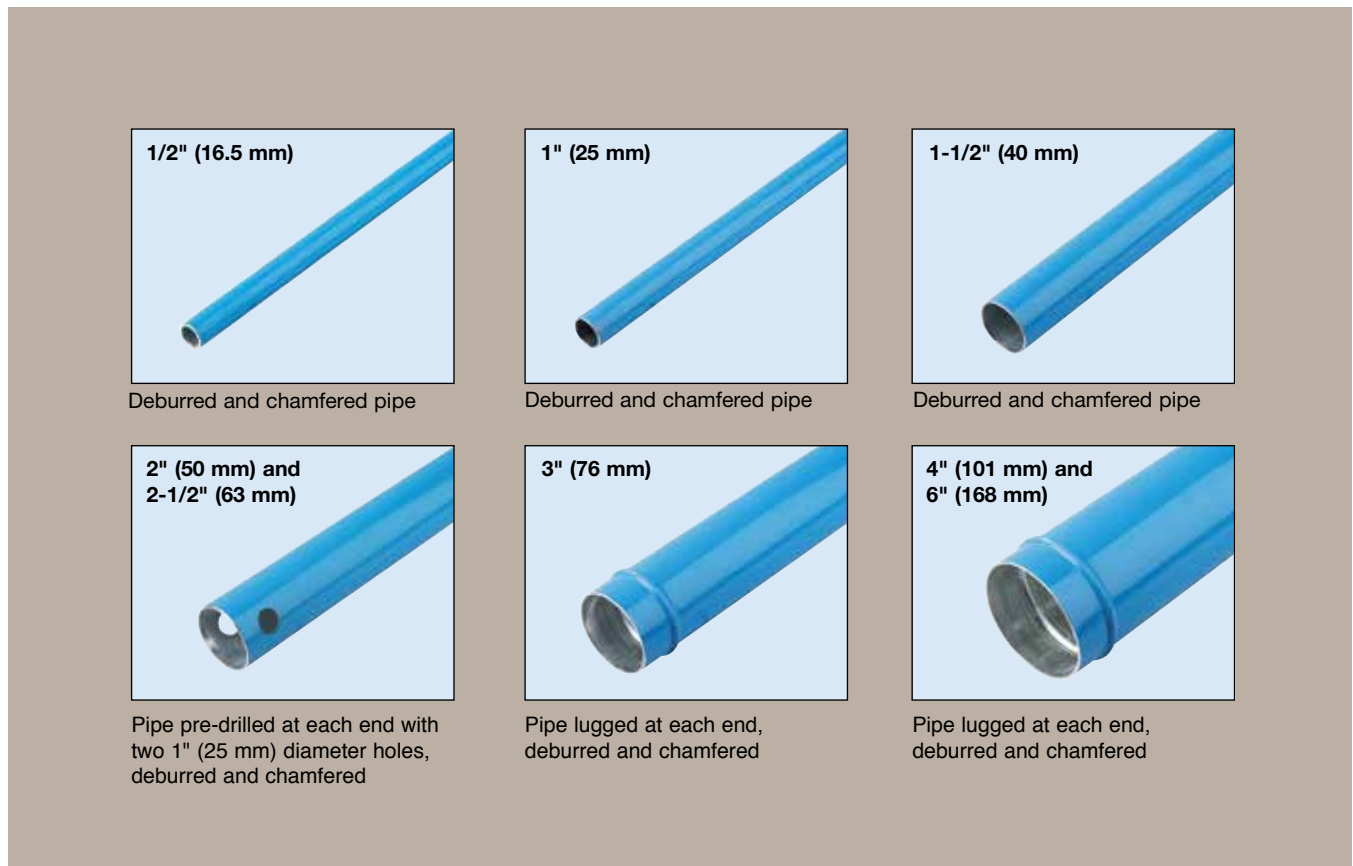 1/2" (16.5 mm)
Deburred and chamfered pipe
1" (25 mm)
Deburred and chamfered pipe
1-1/2" (40 mm)
Deburred and chamfered pipe
2" (50 mm) and
2-1/2" (63 mm)
Pipe pre-drilled at each end with
two 1" (25 mm) diameter holes,
deburred and chamfered
3" (76 mm)
Pipe lugged at each end,
deburred and chamfered
4" (101 mm) and
6" (168 mm)
Pipe lugged at each end,
deburred and chamfered